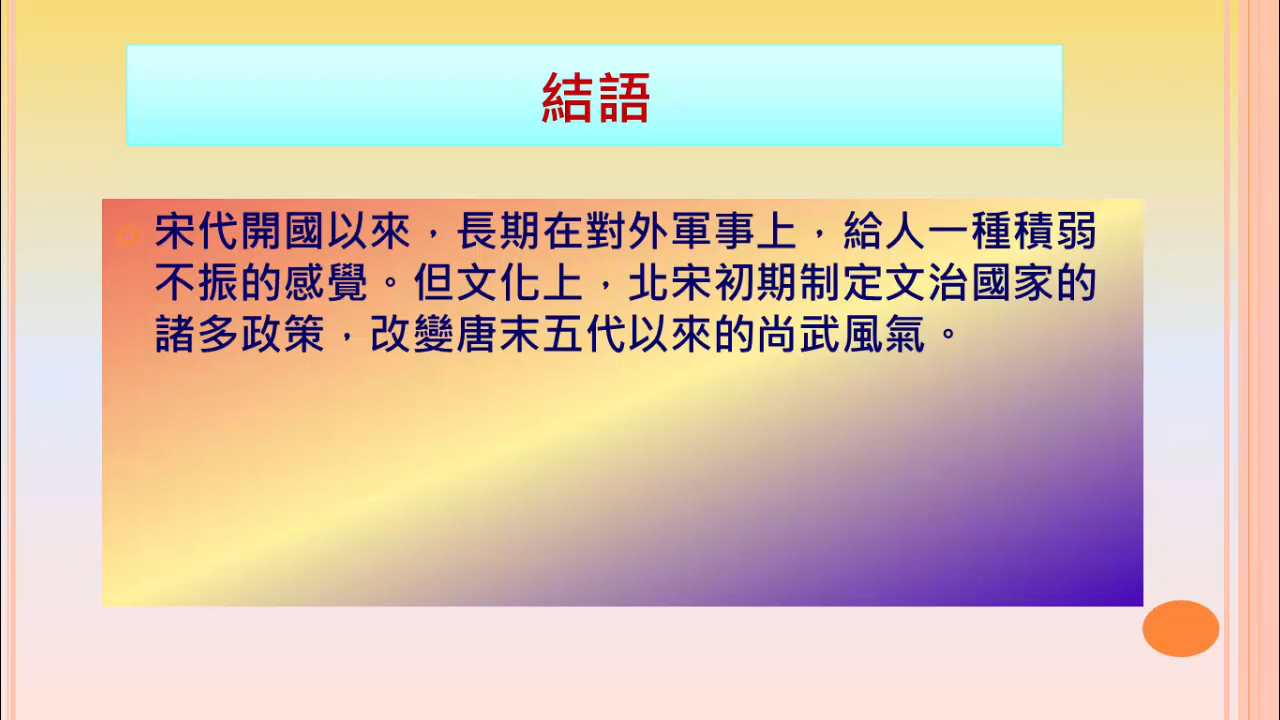 結語
宋代開國以來，長期在對外軍事上，給人一種積弱
不振的感覺。但文化上，北宋初期制定文治國家的
諸多政策，改變唐末五代以來的尚武風氣。